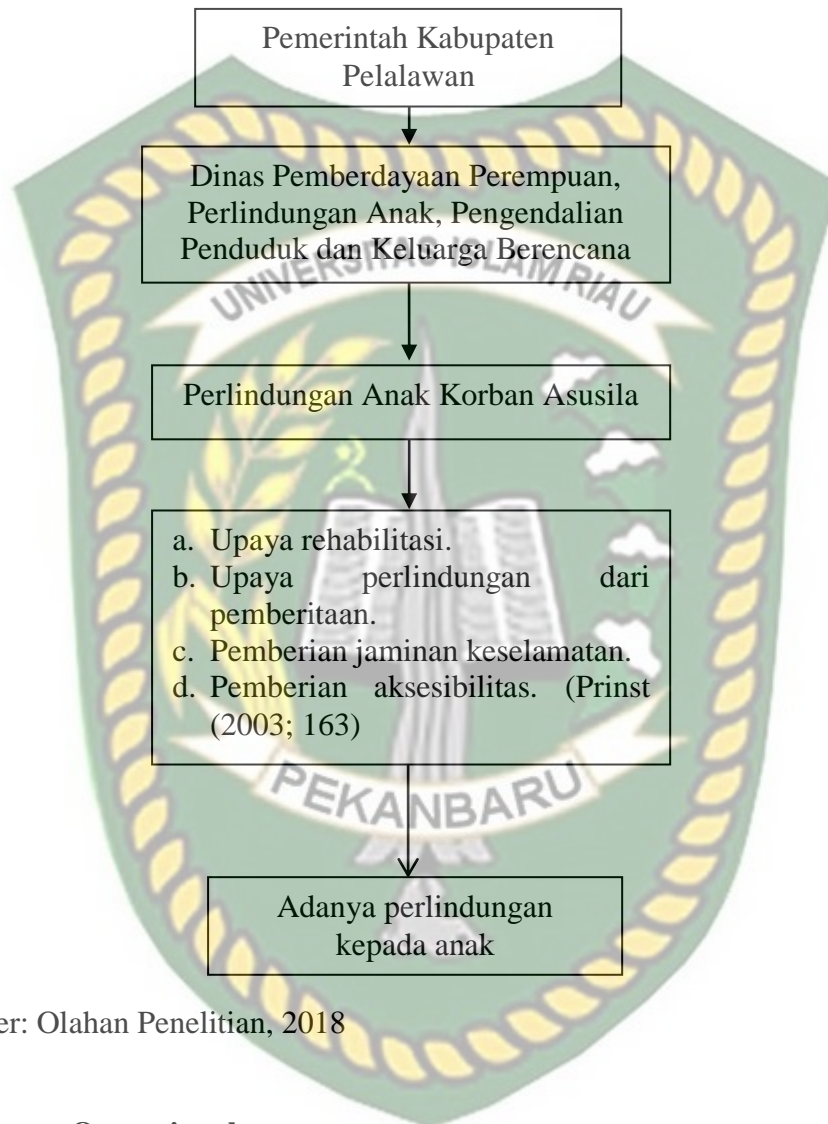 Pemerintah Kabupaten
Pelalawan
Dinas Pemberdayaan Perempuan,
Perlindungan Anak, Pengendalian
Penduduk dan Keluarga Berencana
UNIVERSITAS ISLAM RIAU
Perlindungan Anak Korban Asusila
a. Upaya rehabilitasi.
b. Upaya perlindungan dari
pemberitaan.
c. Pemberian jaminan keselamatan.
d. Pemberian aksesibilitas. (Prinst
(2003; 163)
PEKANBARU
Adanya perlindungan
kepada anak
er: Olahan Penelitian, 2018